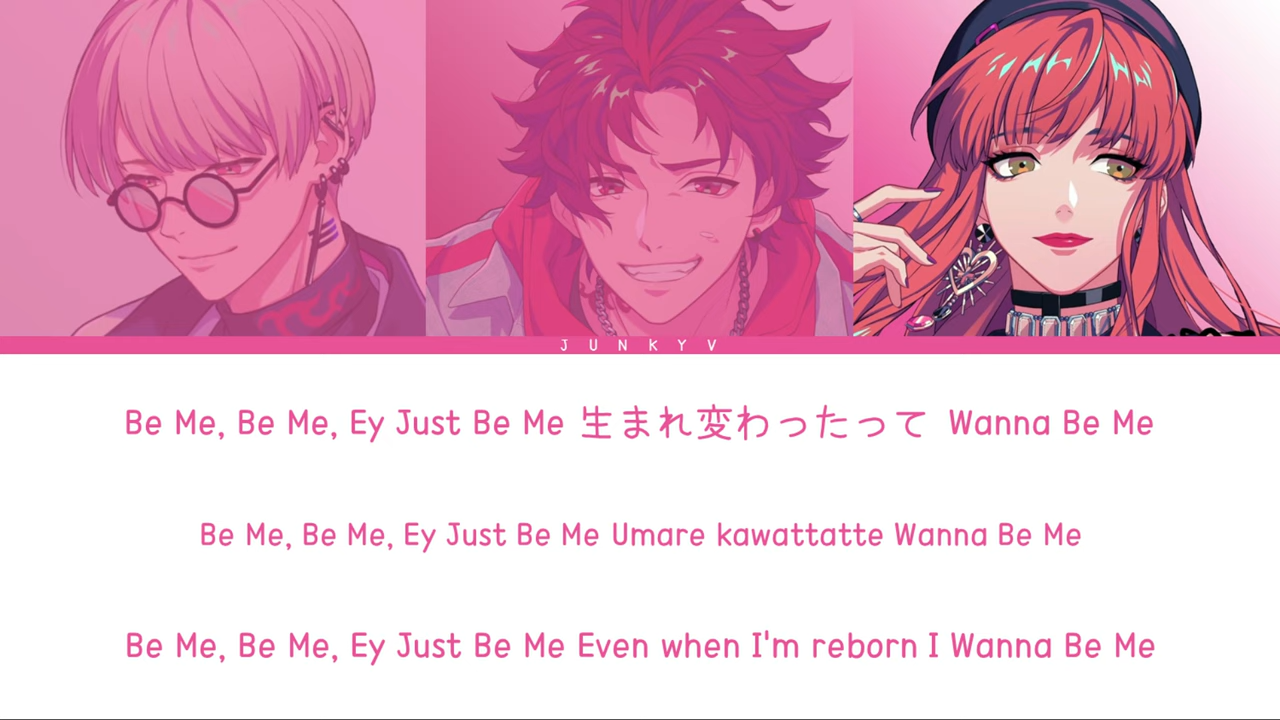 JUNKYV
Be Me, Be Me, Ey Just Be Me 生まれ変わったって Wanna Be Me
Be Me, Be Me, Ey Just Be Me Umare kawattatte Wanna Be Me
Be Me, Be Me, Ey Just Be Me Even when I'm reborn I Wanna Be Me